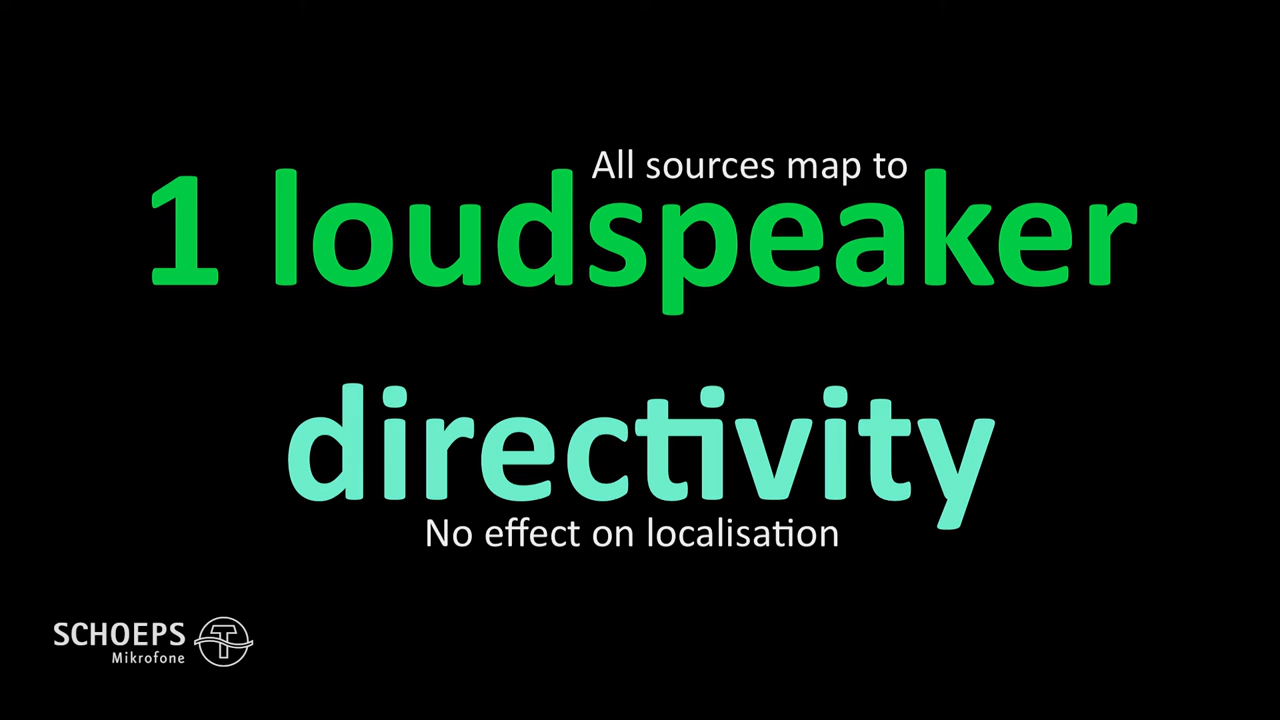 All sources map to
1 loudspeaker
directivity
No effect on localisation
SCHOEPS
Mikrofone